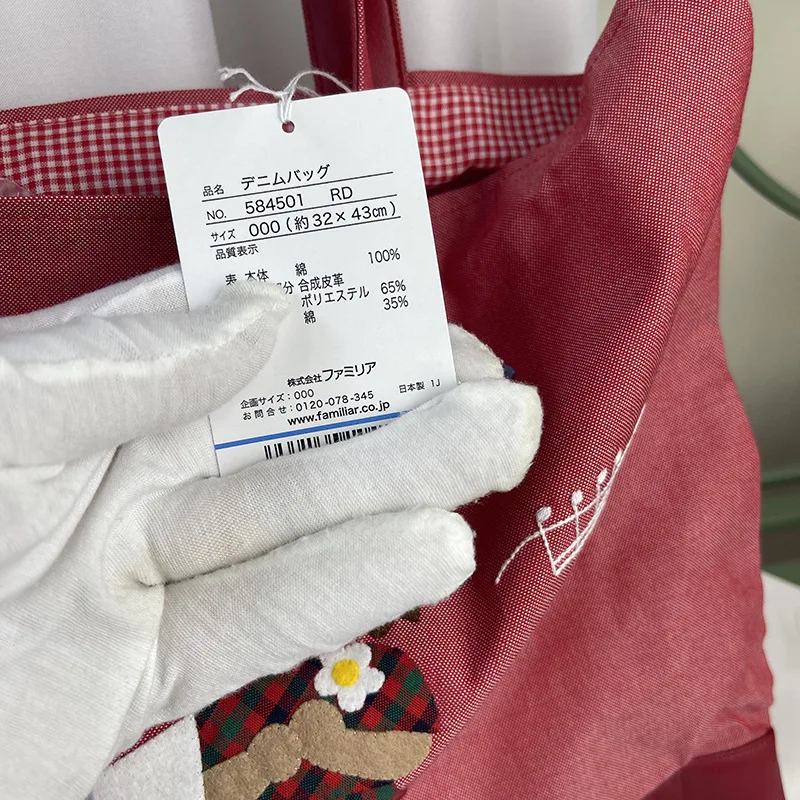 品名 デニムバッグ
NO. 584501 RD
サイズ 000(約32×43㎝)
品質表示
表 本体 綿 100%
分 合成皮革
ポリエステル 65%
綿 35%
株式会社ファミリア
企画サイズ:000 日本製 1J
お問合せ:0120-078-345
www.familiar.co.jp